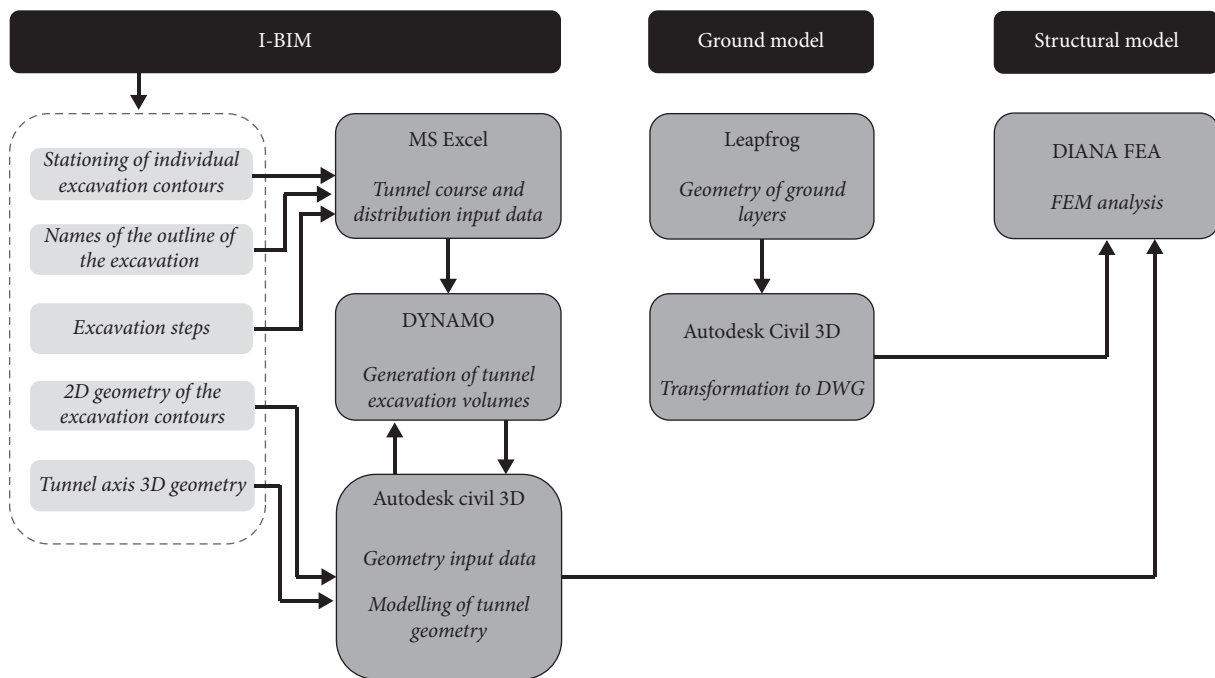 I-BIM
Ground model
Structural model
Stationing of individual
excavation contours
Names of the outline of
the excavation
Excavation steps
2D geometry of the
excavation contours
Tunnel axis 3D geometry
MS Excel
Tunnel course and
distribution input data
DYNAMO
Generation of tunnel
excavation volumes
Autodesk civil 3D
Geometry input data
Modelling of tunnel
geometry
Leapfrog
Geometry of ground
layers
Autodesk Civil 3D
Transformation to DWG
DIANA FEA
FEM analysis